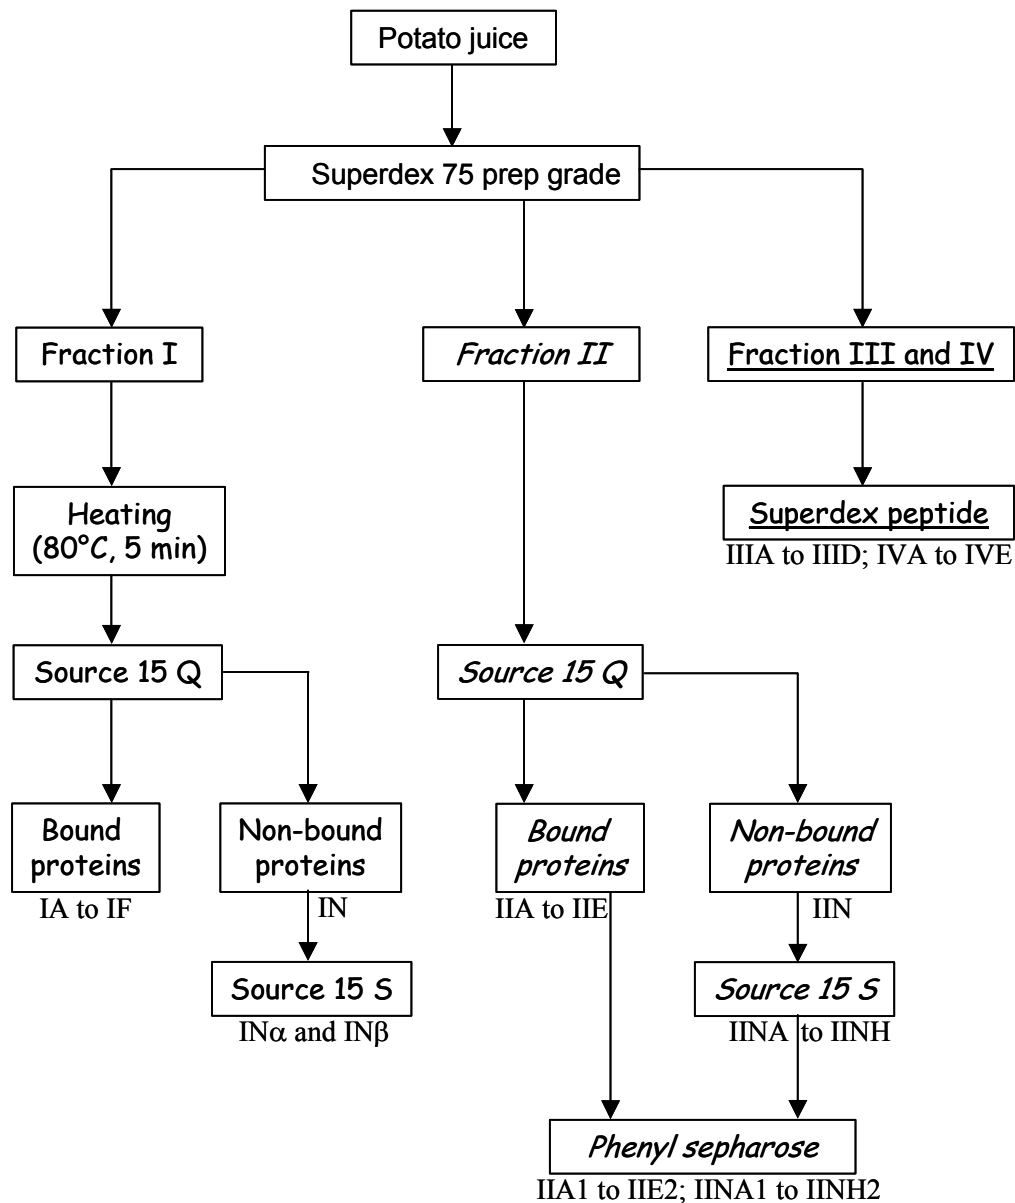 Potato juice
Superdex 75 prep grade
Fraction I
Fraction II
Fraction III and IV
Heating
(80°C, 5 min)
Superdex peptide
IIIA to IIID; IVA to IVE
Source 15 Q
Source 15 Q
Bound
proteins
IA to IF
Non-bound
proteins
IN
Bound
proteins
IIA to IIE
Non-bound
proteins
IIN
Source 15 S
INα and INβ
Source 15 S
IINA to IINH
Phenyl sepharose
IIA1 to IIE2; IINA1 to IINH2